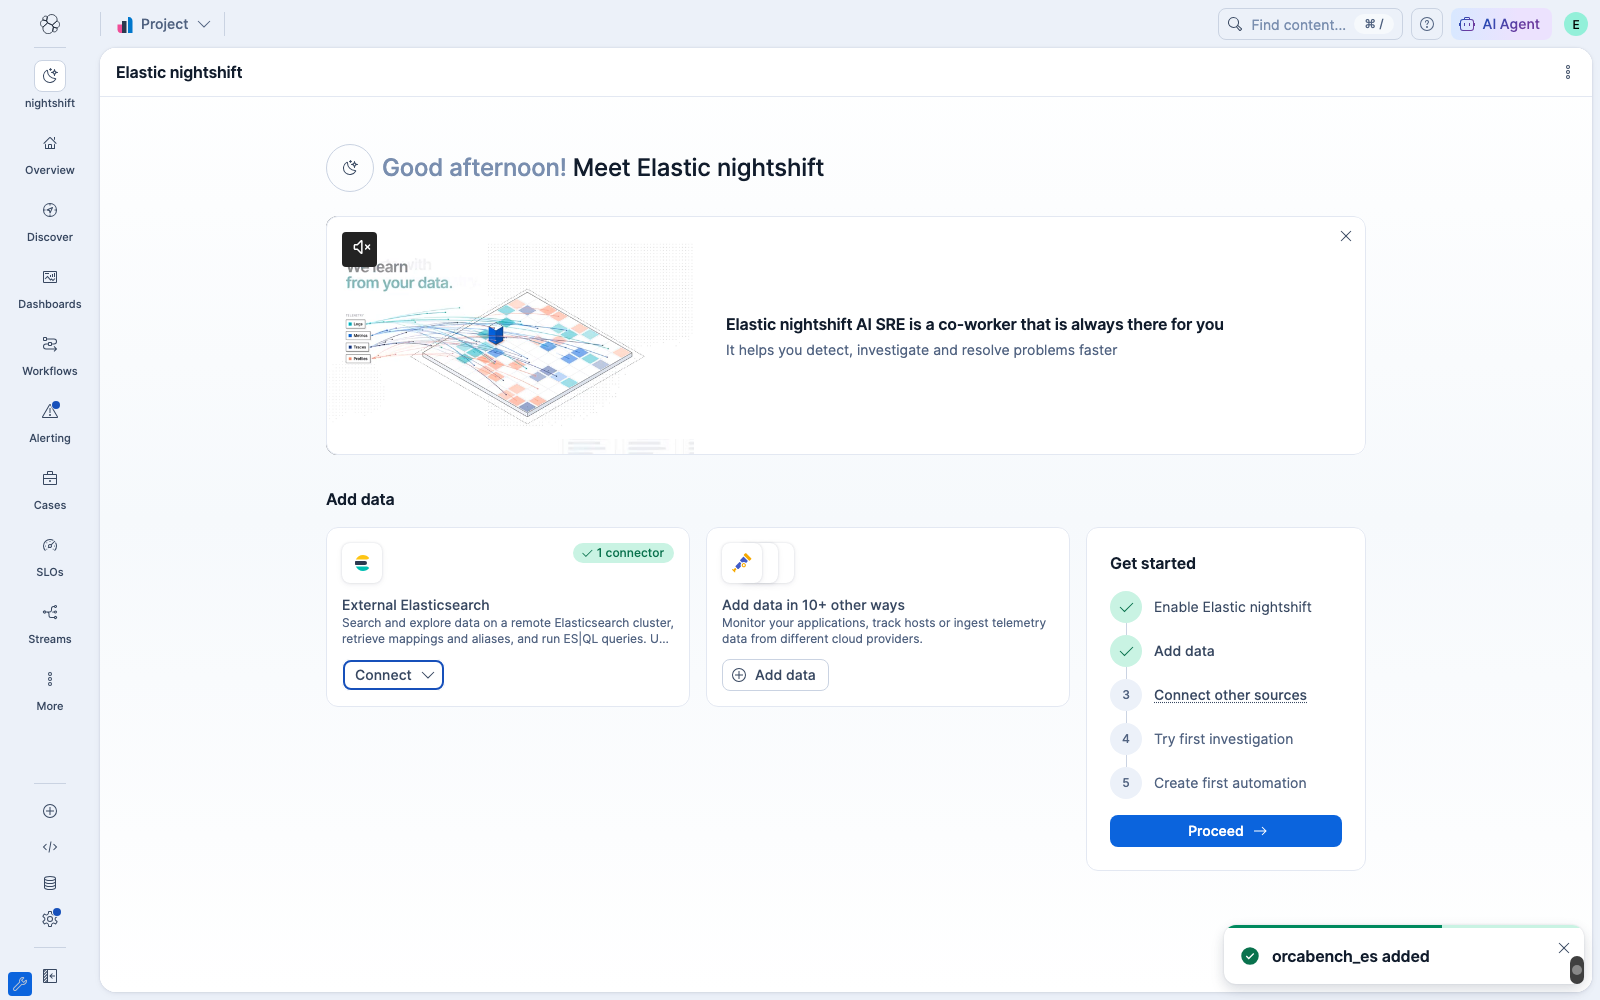 Project
Find content...
⌘ /
AI Agent
E
nightshift
Overview
Discover
Dashboards
Workflows
Alerting
Cases
SLOs
Streams
More
Elastic nightshift
Good afternoon! Meet Elastic nightshift
We learn
from your data.
Logs
Metrics
Traces
Profiles
Elastic nightshift AI SRE is a co-worker that is always there for you
It helps you detect, investigate and resolve problems faster
Add data
1 connector
External Elasticsearch
Search and explore data on a remote Elasticsearch cluster,
retrieve mappings and aliases, and run ES|QL queries. U...
Connect
Add data in 10+ other ways
Monitor your applications, track hosts or ingest telemetry
data from different cloud providers.
Add data
Get started
Enable Elastic nightshift
Add data
3 Connect other sources
4 Try first investigation
5 Create first automation
Proceed
orcabench_es added